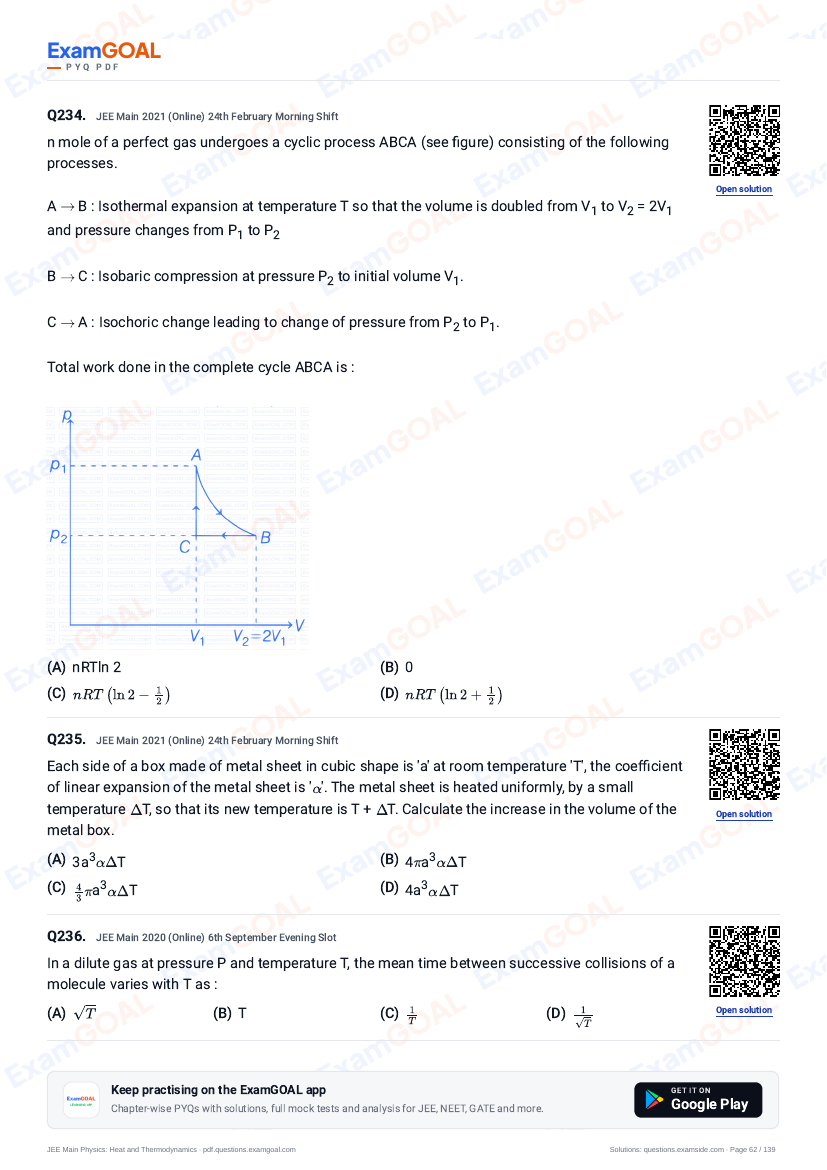 ExamGOAL
PYQ PDF
Q234. JEE Main 2021 (Online) 24th February Morning Shift
n mole of a perfect gas undergoes a cyclic process ABCA (see figure) consisting of the following
processes.
Open solution
A → B : Isothermal expansion at temperature T so that the volume is doubled from V₁ to V₂ = 2V₁
and pressure changes from P₁ to P₂
B → C : Isobaric compression at pressure P₂ to initial volume V₁.
C → A : Isochoric change leading to change of pressure from P₂ to P₁.
Total work done in the complete cycle ABCA is :
p
A
p₁
p₂
C
B
V
V₁
V₂=2V₁
(A) nRTln 2
(B) 0
(C) nRT (ln 2 − 1/2)
(D) nRT (ln 2 + 1/2)
Q235. JEE Main 2021 (Online) 24th February Morning Shift
Each side of a box made of metal sheet in cubic shape is 'a' at room temperature 'T', the coefficient
of linear expansion of the metal sheet is 'α'. The metal sheet is heated uniformly, by a small
temperature ΔT, so that its new temperature is T + ΔT. Calculate the increase in the volume of the
metal box.
Open solution
(A) 3a³αΔT
(B) 4πa³αΔT
(C) 4/3 πa³αΔT
(D) 4a³αΔT
Q236. JEE Main 2020 (Online) 6th September Evening Slot
In a dilute gas at pressure P and temperature T, the mean time between successive collisions of a
molecule varies with T as :
Open solution
(A) √T
(B) T
(C) 1/T
(D) 1/√T
ExamGOAL
Keep practising on the ExamGOAL app
Chapter-wise PYQs with solutions, full mock tests and analysis for JEE, NEET, GATE and more.
GET IT ON
Google Play
JEE Main Physics: Heat and Thermodynamics · pdf.questions.examgoal.com
Solutions: questions.examside.com · Page 62 / 139